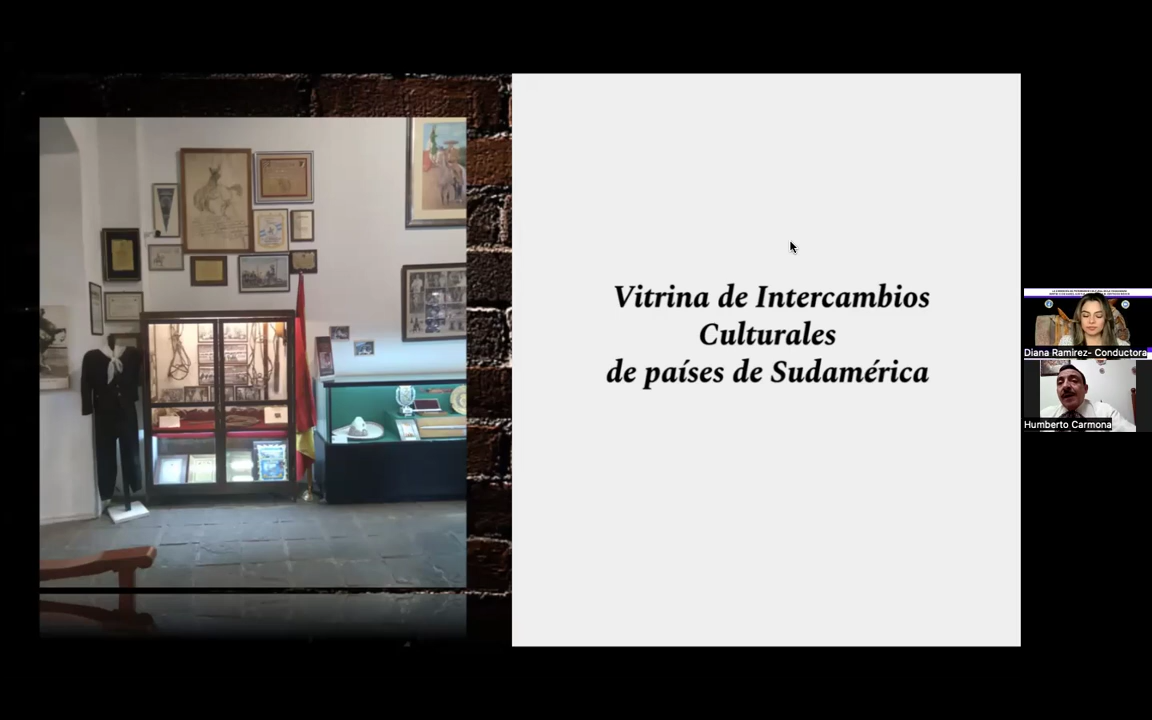 Vitrina de Intercambios
Culturales
de países de Sudamérica
Diana Ramirez- Conductora
Humberto Carmona